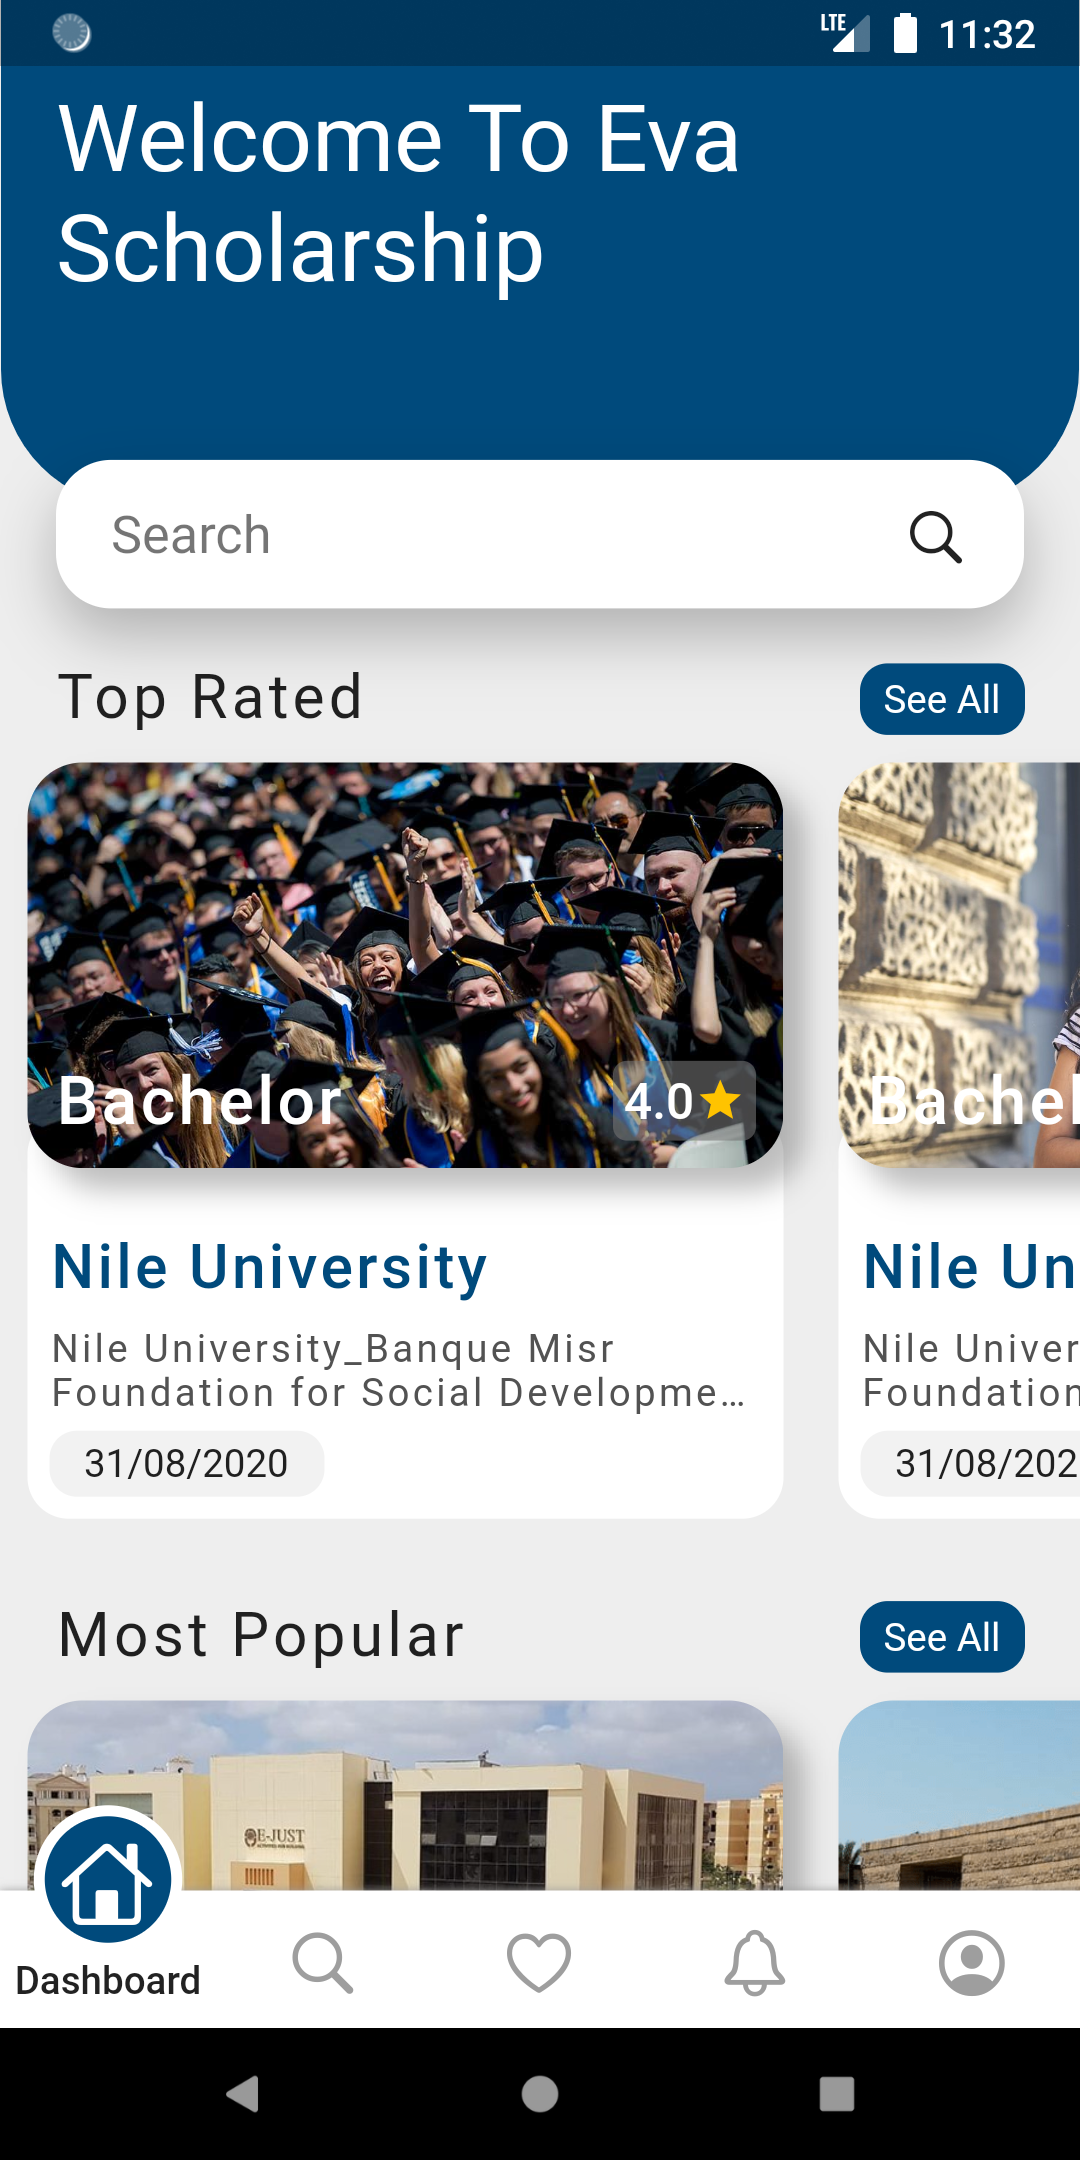 LTE 11:32
Welcome To Eva
Scholarship
Search
Top Rated
See All
Bachelor
4.0
Bachel
Nile University
Nile Un
Nile University_Banque Misr
Foundation for Social Developme…
Nile Univer
Foundation
31/08/2020
31/08/202
Most Popular
See All
E-JUST
Dashboard